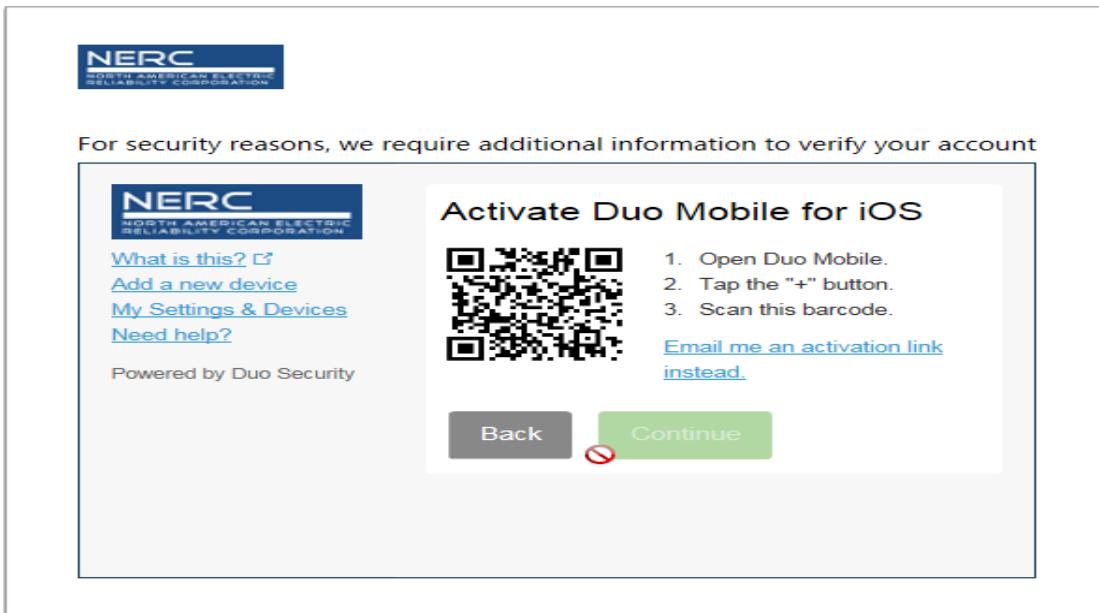 NERC
NORTH AMERICAN ELECTRIC
RELIABILITY CORPORATION
For security reasons, we require additional information to verify your account
NERC
NORTH AMERICAN ELECTRIC
RELIABILITY CORPORATION
What is this?
Add a new device
My Settings & Devices
Need help?
Powered by Duo Security
Activate Duo Mobile for iOS
1. Open Duo Mobile.
2. Tap the "+" button.
3. Scan this barcode.
Email me an activation link
instead.
Back
Continue